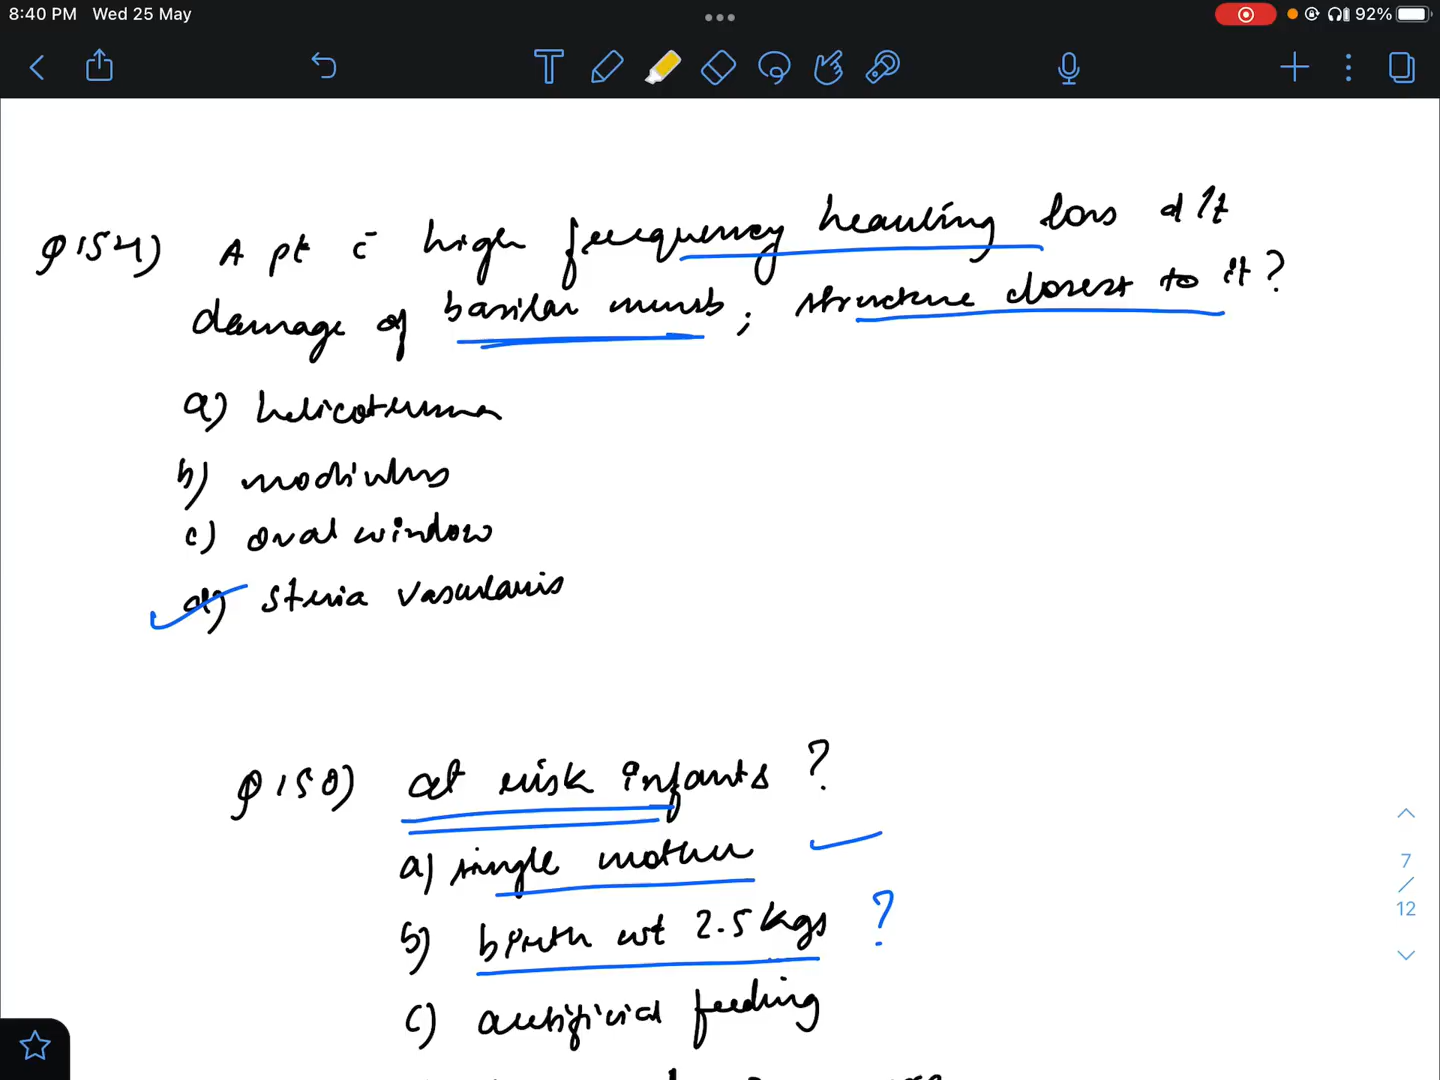 8:40 PM Wed 25 May
92%
T
Q154) A pt c̄ high frequency hearing loss d/t
damage of basilar memb; structure closest to it?
a) helicotrema
b) modiulus
c) oval window
d) stria vascularis
Q150) at risk infants ?
a) single mother
b) birth wt 2.5 kgs ?
c) artificial feeding
7
/
12